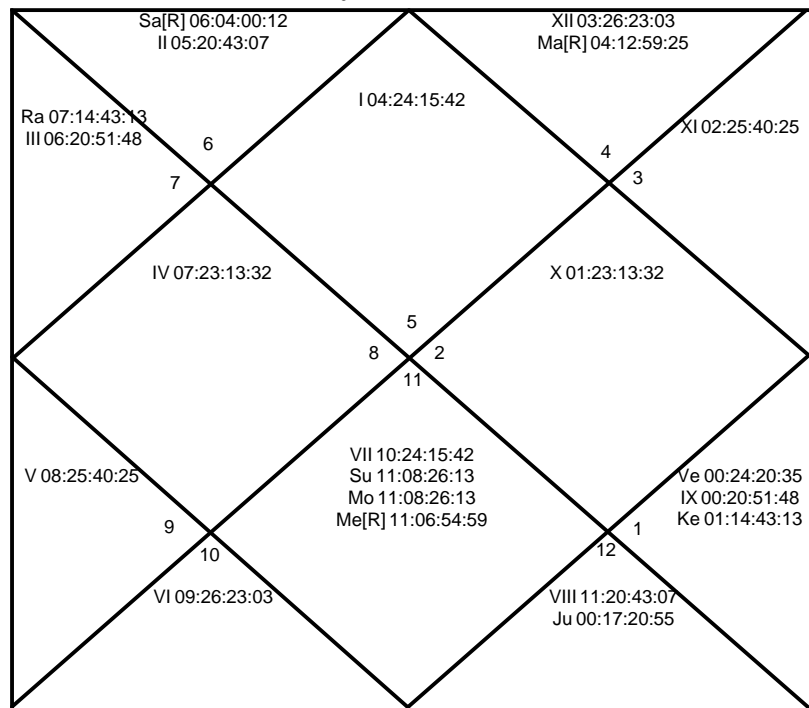 Sa[R] 06:04:00:12
II 05:20:43:07
XII 03:26:23:03
Ma[R] 04:12:59:25
I 04:24:15:42
Ra 07:14:43:13
III 06:20:51:48
XI 02:25:40:25
6
4
7
3
IV 07:23:13:32
X 01:23:13:32
5
8
2
11
VII 10:24:15:42
Su 11:08:26:13
Mo 11:08:26:13
Me[R] 11:06:54:59
V 08:25:40:25
Ve 00:24:20:35
IX 00:20:51:48
Ke 01:14:43:13
9
1
10
12
VI 09:26:23:03
VIII 11:20:43:07
Ju 00:17:20:55